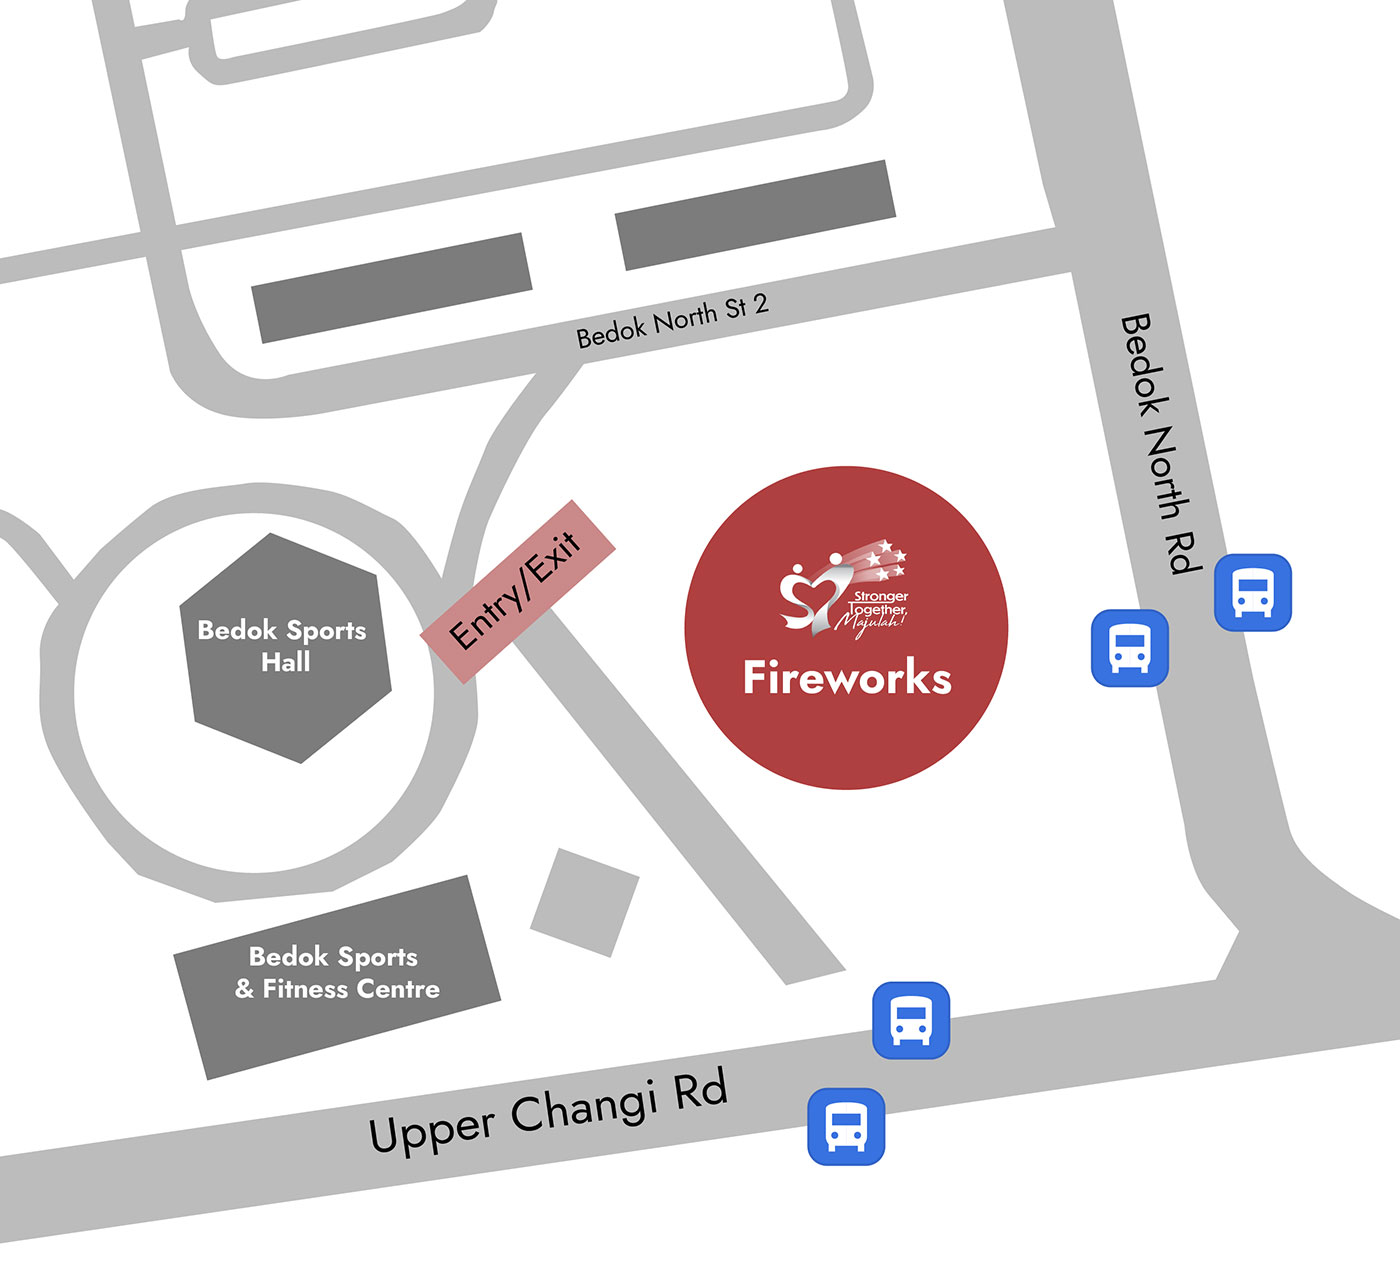 Bedok North St 2
Bedok North Rd
Entry/Exit
Stronger
Together,
Majulah!
Fireworks
Bedok Sports
Hall
Bedok Sports
& Fitness Centre
Upper Changi Rd